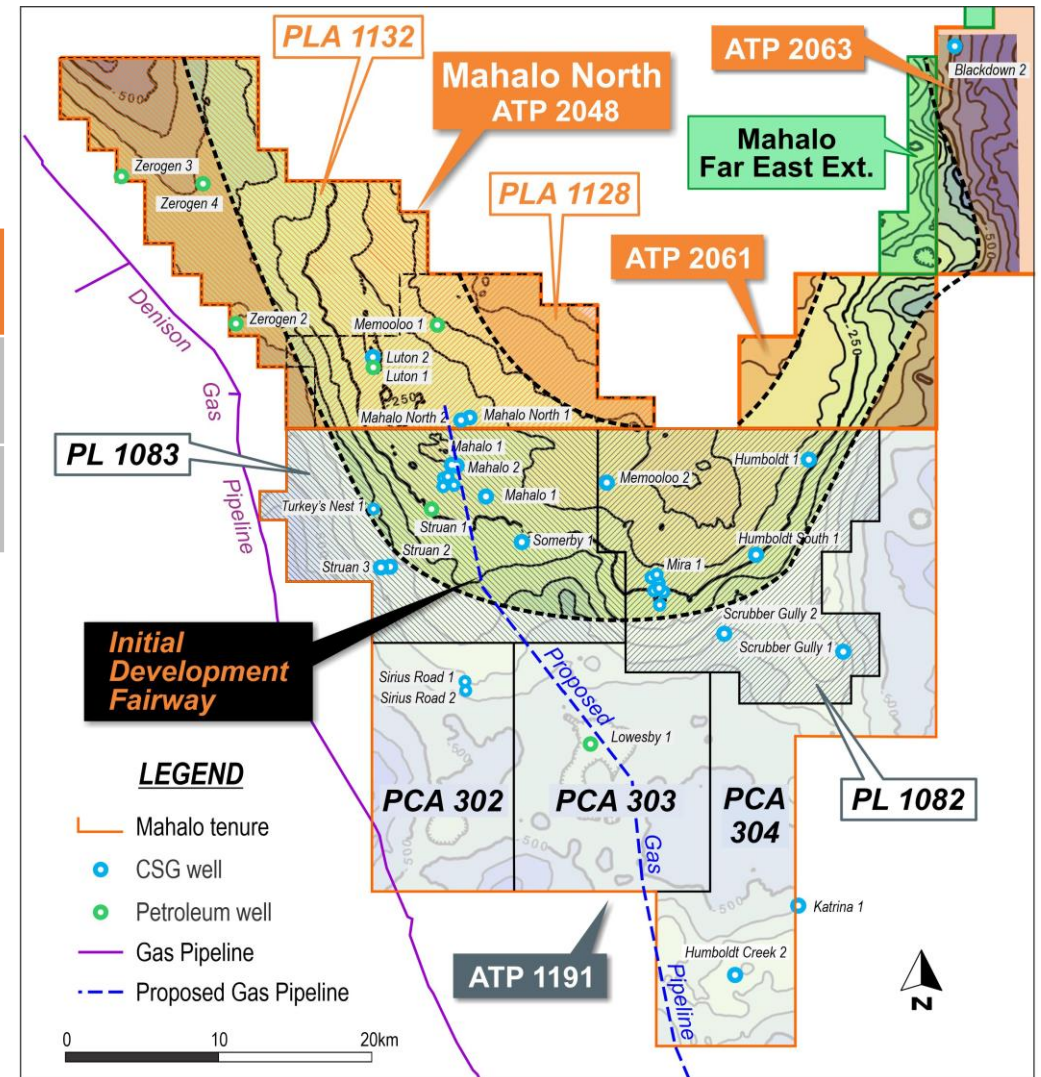 PLA 1132
Mahalo North
ATP 2048
ATP 2063
Blackdown 2
Mahalo
Far East Ext.
PLA 1128
ATP 2061
-500
-500
-250
-250
Zerogen 3
Zerogen 4
Zerogen 2
Memooloo 1
Luton 2
Luton 1
Denison
Gas
Pipeline
Mahalo North 2
Mahalo North 1
PL 1083
Mahalo 1
Mahalo 2
Mahalo 1
Memooloo 2
Humboldt 1
Turkey's Nest 1
Struan 1
Struan 2
Struan 3
Somerby 1
Humboldt South 1
Mira 1
Scrubber Gully 2
Scrubber Gully 1
Initial
Development
Fairway
Sirius Road 1
Sirius Road 2
Proposed
Gas
Pipeline
Lowesby 1
-500
-500
-500
PCA 302
PCA 303
PCA
304
PL 1082
LEGEND
Mahalo tenure
CSG well
Petroleum well
Gas Pipeline
Proposed Gas Pipeline
ATP 1191
Katrina 1
Humboldt Creek 2
N
0 10 20km